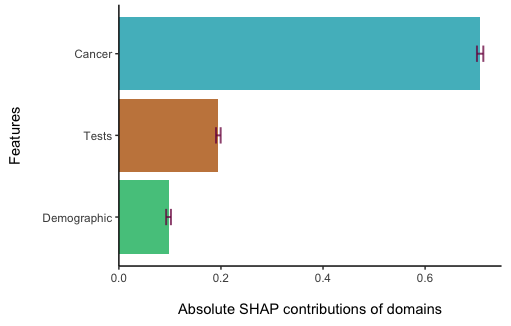 Features
Cancer
Tests
Demographic
0.0 0.2 0.4 0.6
Absolute SHAP contributions of domains